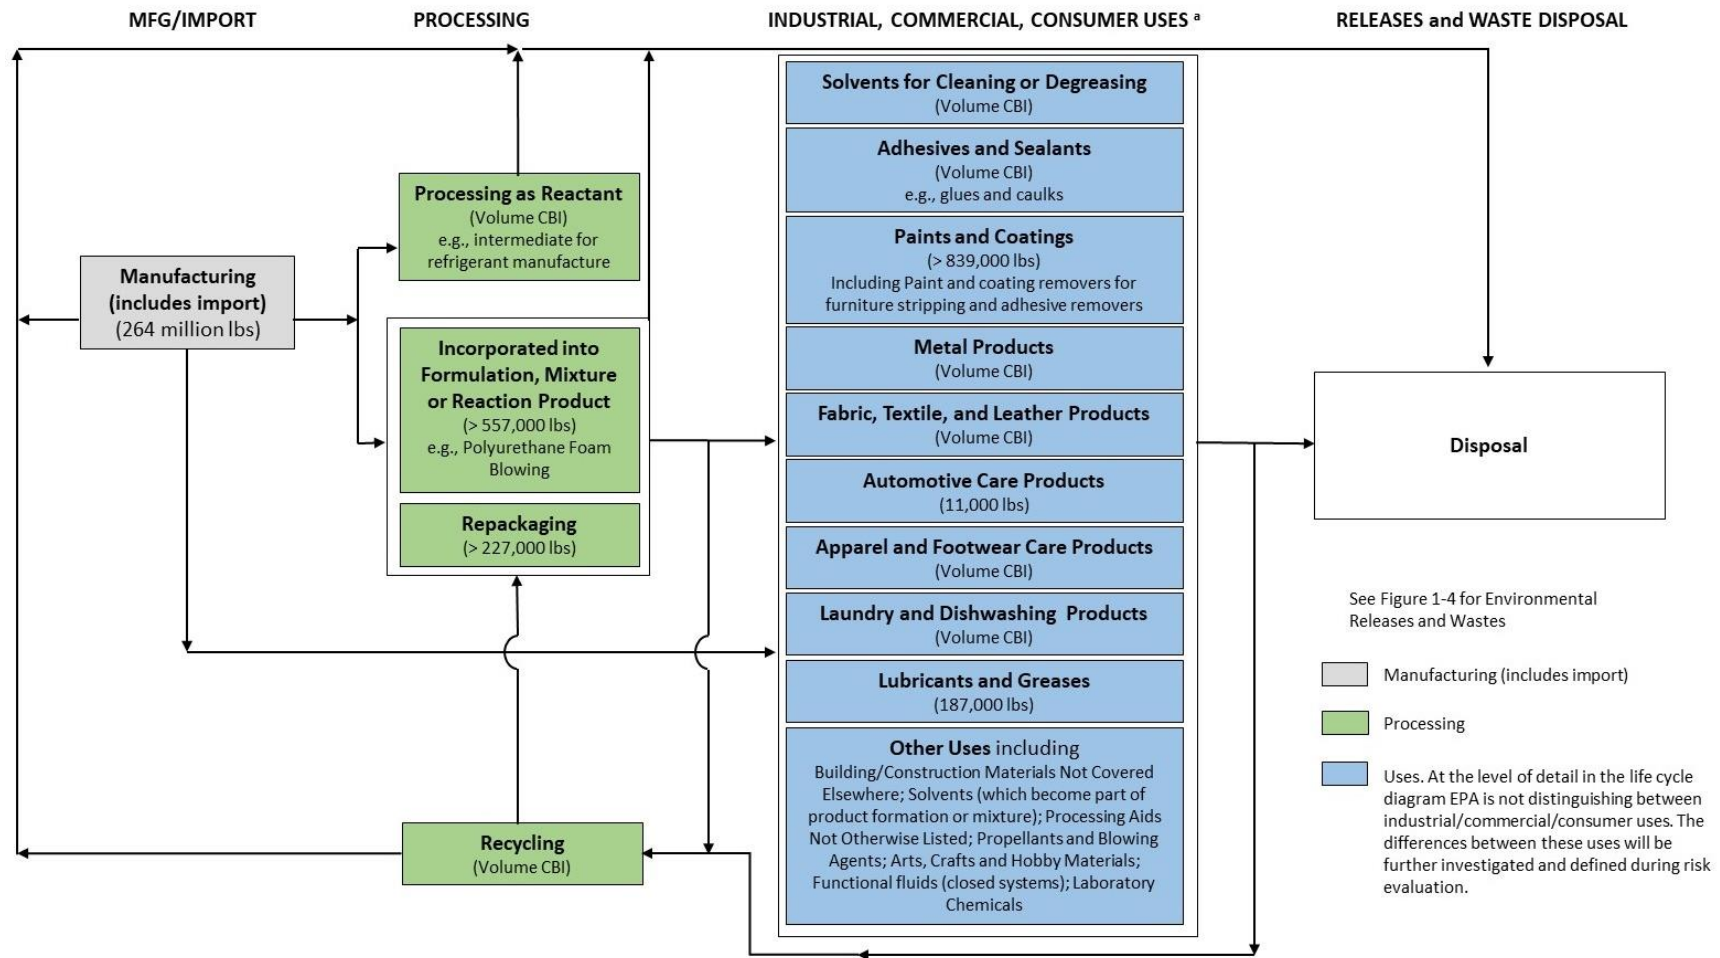 MFG/IMPORT
PROCESSING
INDUSTRIAL, COMMERCIAL, CONSUMER USES ᵃ
RELEASES and WASTE DISPOSAL
Manufacturing
(includes import)
(264 million lbs)
Processing as Reactant
(Volume CBI)
e.g., intermediate for
refrigerant manufacture
Incorporated into
Formulation, Mixture
or Reaction Product
(> 557,000 lbs)
e.g., Polyurethane Foam
Blowing
Repackaging
(> 227,000 lbs)
Recycling
(Volume CBI)
Solvents for Cleaning or Degreasing
(Volume CBI)
Adhesives and Sealants
(Volume CBI)
e.g., glues and caulks
Paints and Coatings
(> 839,000 lbs)
Including Paint and coating removers for
furniture stripping and adhesive removers
Metal Products
(Volume CBI)
Fabric, Textile, and Leather Products
(Volume CBI)
Automotive Care Products
(11,000 lbs)
Apparel and Footwear Care Products
(Volume CBI)
Laundry and Dishwashing Products
(Volume CBI)
Lubricants and Greases
(187,000 lbs)
Other Uses including
Building/Construction Materials Not Covered
Elsewhere; Solvents (which become part of
product formation or mixture); Processing Aids
Not Otherwise Listed; Propellants and Blowing
Agents; Arts, Crafts and Hobby Materials;
Functional fluids (closed systems); Laboratory
Chemicals
Disposal
See Figure 1-4 for Environmental
Releases and Wastes
Manufacturing (includes import)
Processing
Uses. At the level of detail in the life cycle
diagram EPA is not distinguishing between
industrial/commercial/consumer uses. The
differences between these uses will be
further investigated and defined during risk
evaluation.